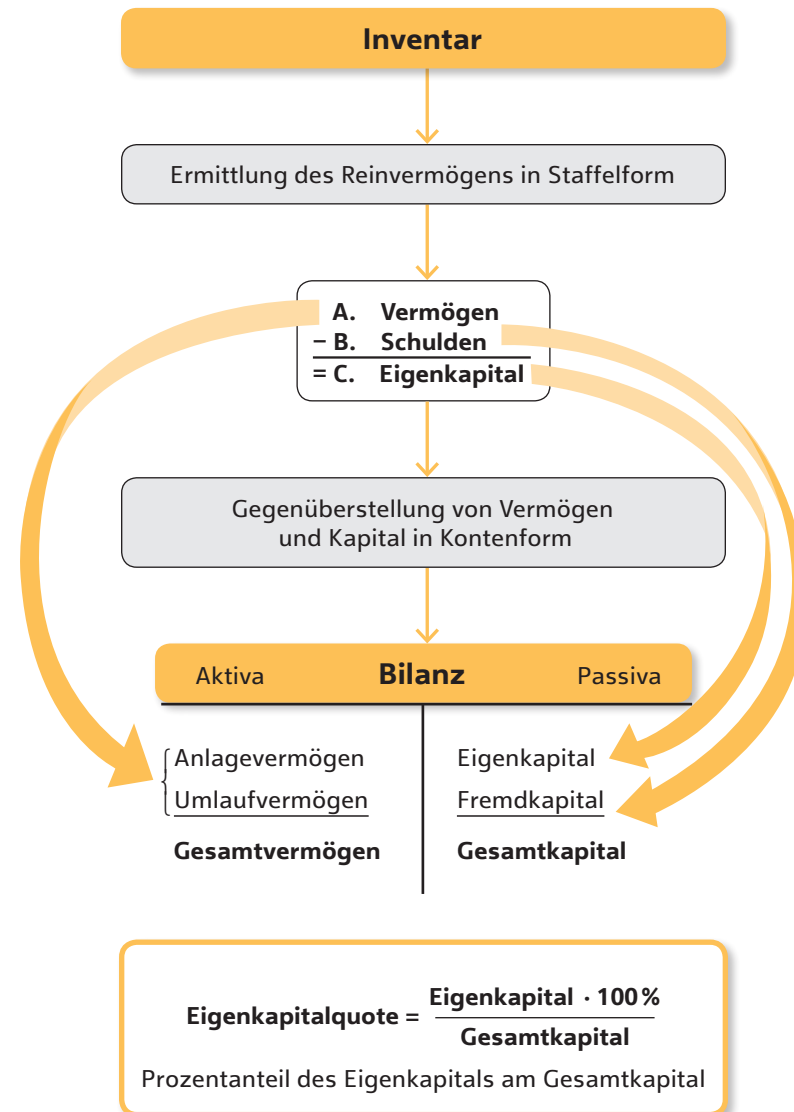 Inventar
Ermittlung des Reinvermögens in Staffelform
A. Vermögen
– B. Schulden
= C. Eigenkapital
Gegenüberstellung von Vermögen
und Kapital in Kontenform
Aktiva Bilanz Passiva
Anlagevermögen Eigenkapital
Umlaufvermögen Fremdkapital
Gesamtvermögen Gesamtkapital
Eigenkapitalquote = Eigenkapital · 100 %
Gesamtkapital
Prozentanteil des Eigenkapitals am Gesamtkapital